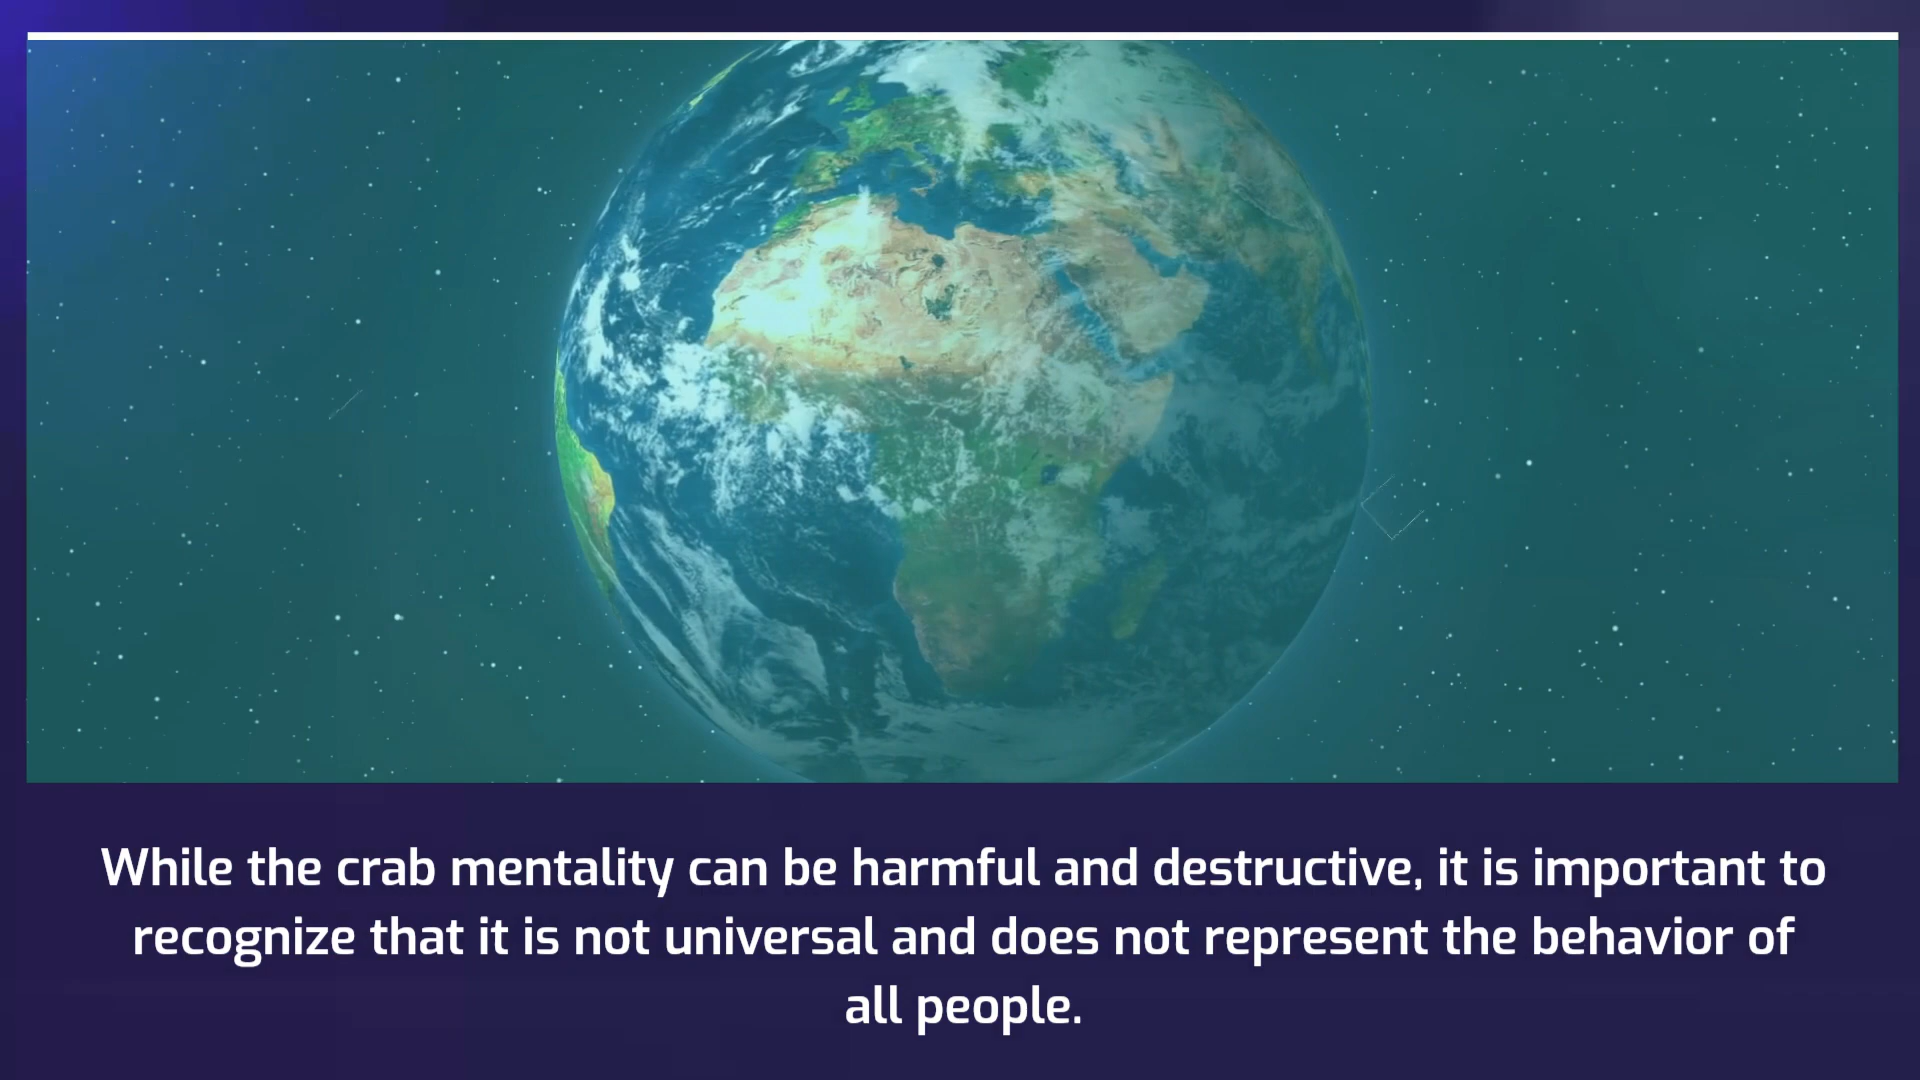 While the crab mentality can be harmful and destructive, it is important to
recognize that it is not universal and does not represent the behavior of
all people.